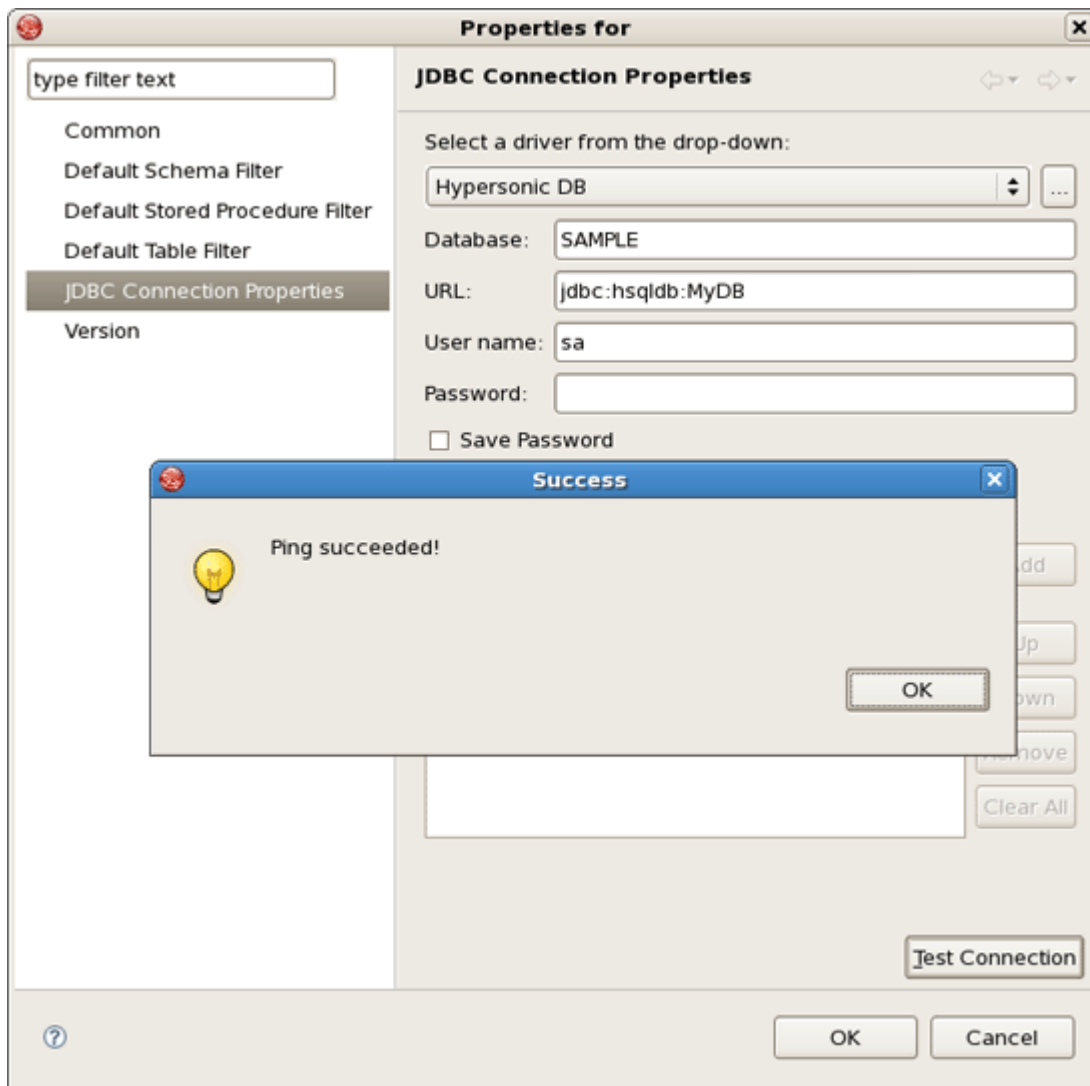 Properties for
type filter text
Common
Default Schema Filter
Default Stored Procedure Filter
Default Table Filter
JDBC Connection Properties
Version
JDBC Connection Properties
Select a driver from the drop-down:
Hypersonic DB
...
Database: SAMPLE
URL: jdbc:hsqldb:MyDB
User name: sa
Password:
Save Password
Success
Ping succeeded!
OK
Clear All
Test Connection
?
OK Cancel